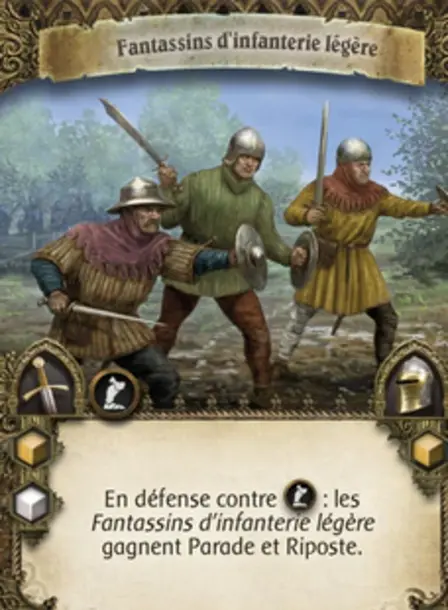 Fantassins d'infanterie légère
En défense contre : les
Fantassins d'infanterie légère
gagnent Parade et Riposte.